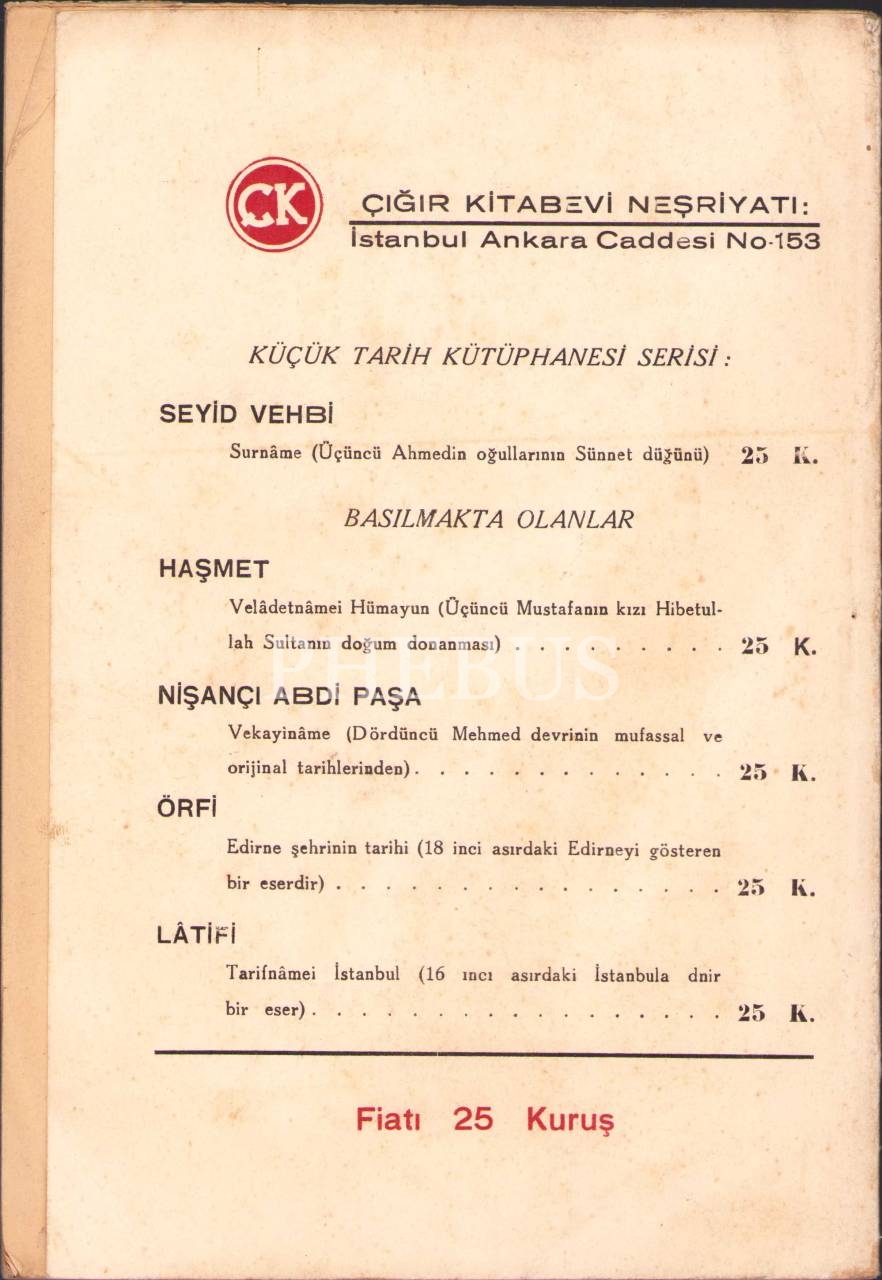 ÇK
ÇIĞIR KİTABEVİ NEŞRİYATI:
İstanbul Ankara Caddesi No-153
KÜÇÜK TARİH KÜTÜPHANESİ SERİSİ :
SEYİD VEHBİ
Surnâme (Üçüncü Ahmedin oğullarının Sünnet düğünü) 25 K.
BASILMAKTA OLANLAR
HAŞMET
Velâdetnâmei Hümayun (Üçüncü Mustafanın kızı Hibetul-
lah Sultanın doğum donanması) . . . . . . . . . 25 K.
PHEBUS
NİŞANÇI ABDİ PAŞA
Vekayinâme (Dördüncü Mehmed devrinin mufassal ve
orijinal tarihlerinden) . . . . . . . . . . . . . 25 K.
ÖRFİ
Edirne şehrinin tarihi (18 inci asırdaki Edirneyi gösteren
bir eserdir) . . . . . . . . . . . . . . . . 25 K.
LÂTİFİ
Tarifnâmei İstanbul (16 ıncı asırdaki İstanbula dnir
bir eser) . . . . . . . . . . . . . . . . . 25 K.
Fiatı 25 Kuruş